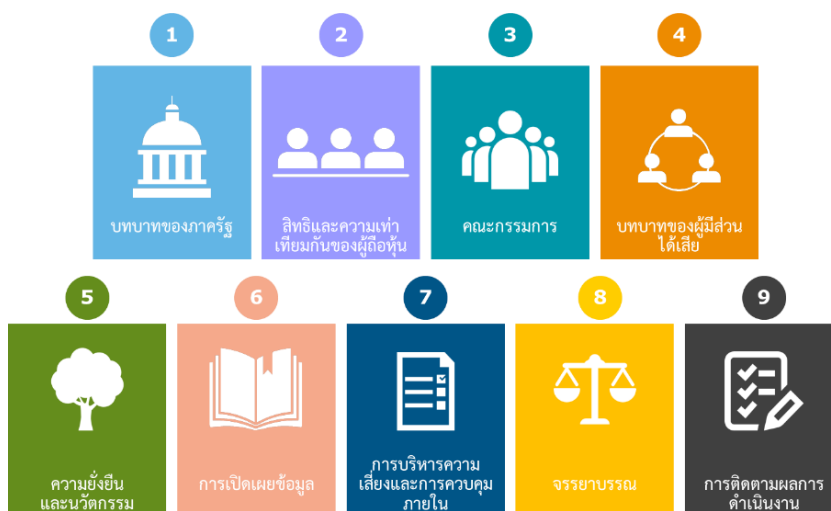 1
2
3
4
บทบาทของภาครัฐ
สิทธิและความเท่า
เทียมกันของผู้ถือหุ้น
คณะกรรมการ
บทบาทของผู้มีส่วน
ได้เสีย
5
6
7
8
9
ความยั่งยืน
และนวัตกรรม
การเปิดเผยข้อมูล
การบริหารความ
เสี่ยงและการควบคุม
ภายใน
จรรยาบรรณ
การติดตามผลการ
ดำเนินงาน